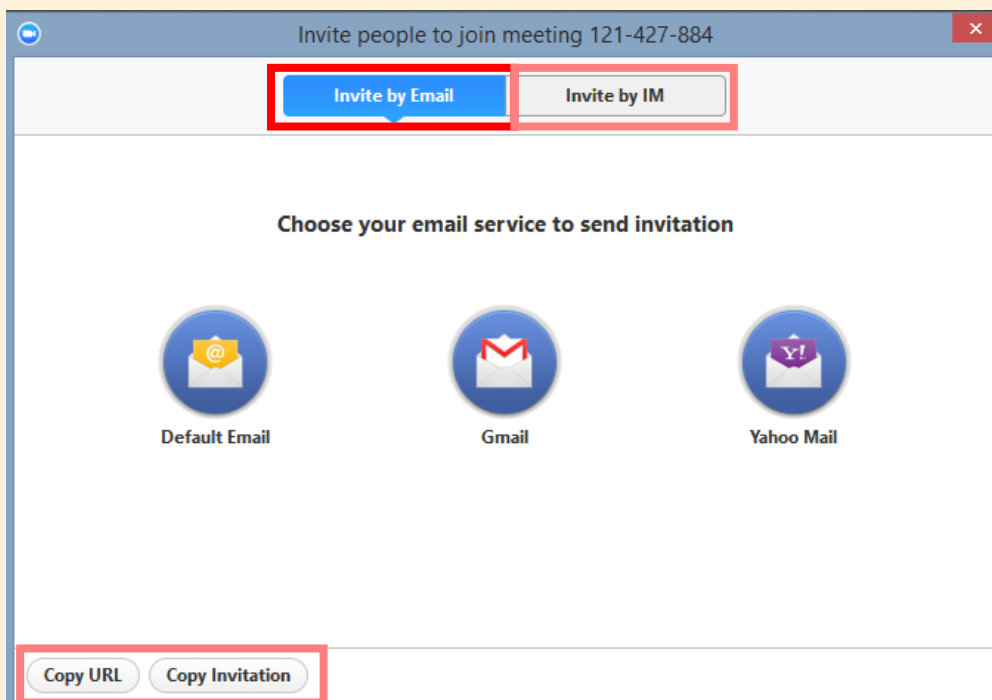 Invite people to join meeting 121-427-884
Invite by Email Invite by IM
Choose your email service to send invitation
@ Y!
Default Email Gmail Yahoo Mail
Copy URL Copy Invitation